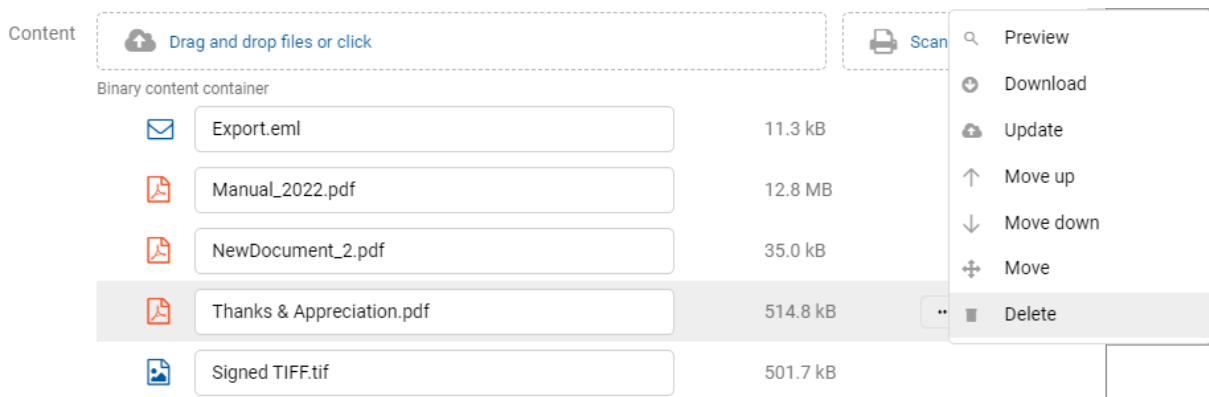 Content
Drag and drop files or click
Scan
Binary content container
Export.eml 11.3 kB
Manual_2022.pdf 12.8 MB
NewDocument_2.pdf 35.0 kB
Thanks & Appreciation.pdf 514.8 kB
Signed TIFF.tif 501.7 kB
Preview
Download
Update
Move up
Move down
Move
Delete